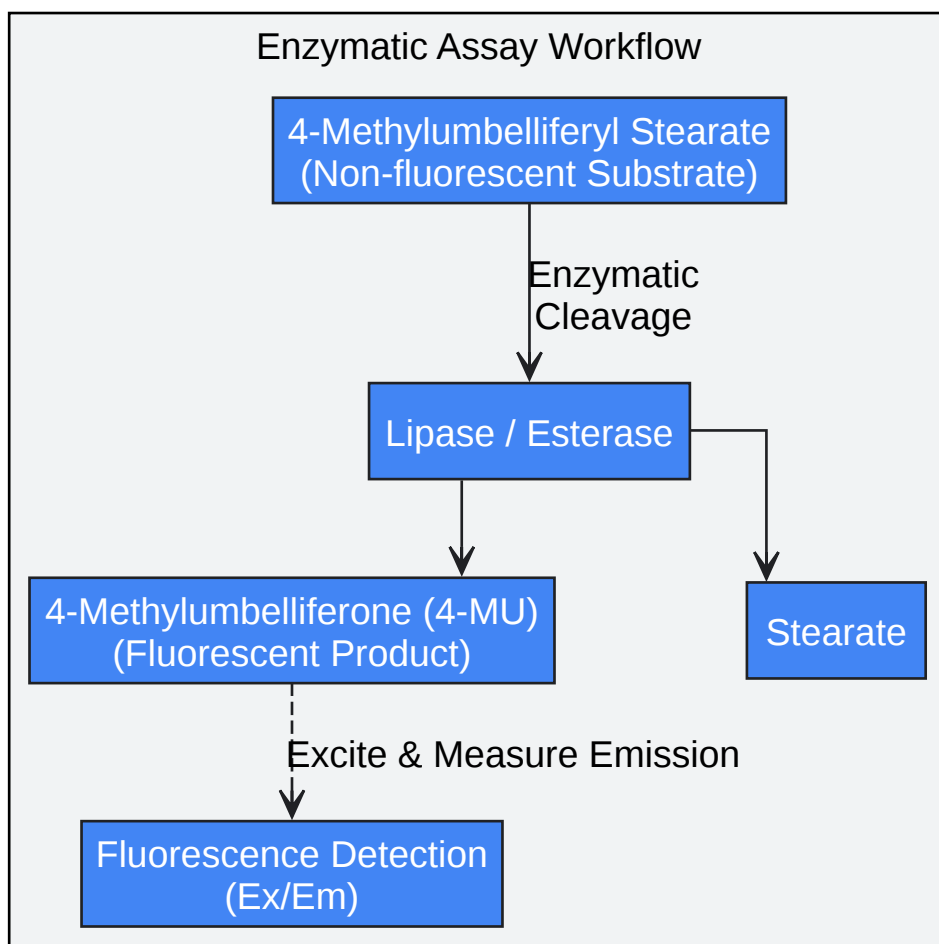 Enzymatic Assay Workflow
4-Methylumbelliferyl Stearate
(Non-fluorescent Substrate)
Enzymatic
Cleavage
Lipase / Esterase
4-Methylumbelliferone (4-MU)
(Fluorescent Product)
Stearate
Excite & Measure Emission
Fluorescence Detection
(Ex/Em)